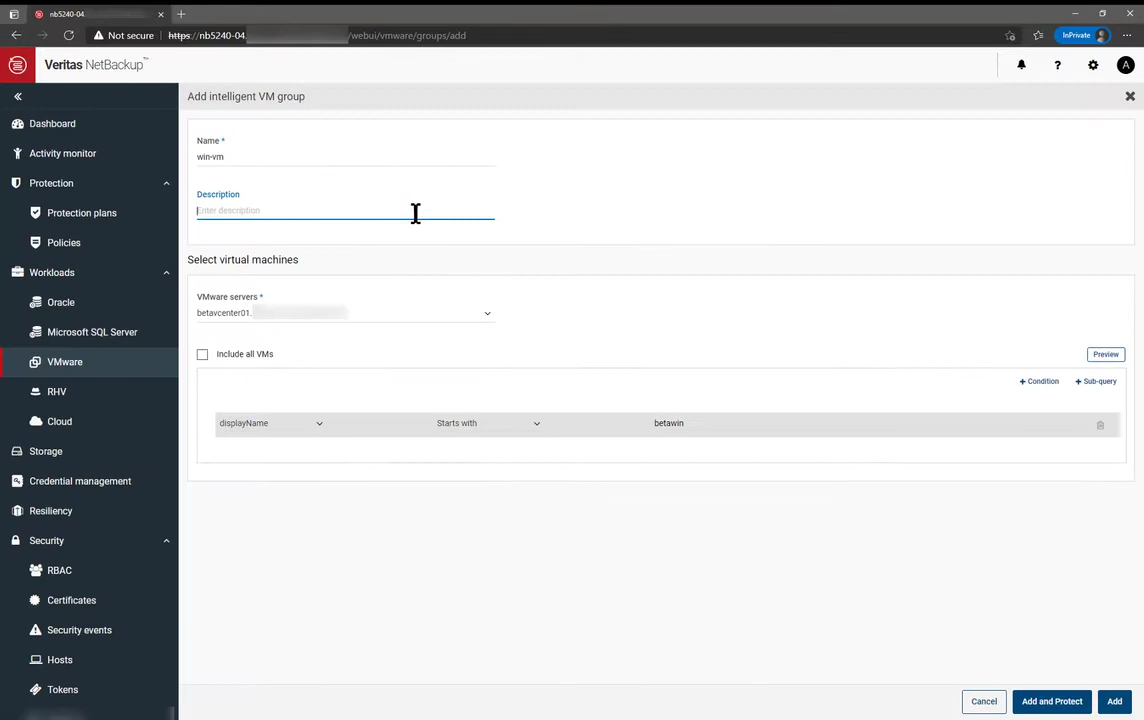 nb5240-04.
Not secure
https://nb5240-04.
/webui/vmware/groups/add
InPrivate
Veritas NetBackup™
A
Add intelligent VM group
Dashboard
Activity monitor
Protection
Protection plans
Policies
Workloads
Oracle
Microsoft SQL Server
VMware
RHV
Cloud
Storage
Credential management
Resiliency
Security
RBAC
Certificates
Security events
Hosts
Tokens
Name *
win-vm
Description
Enter description
Select virtual machines
VMware servers *
betavcenter01.
Include all VMs
Preview
+ Condition
+ Sub-query
displayName
Starts with
betawin
Cancel
Add and Protect
Add